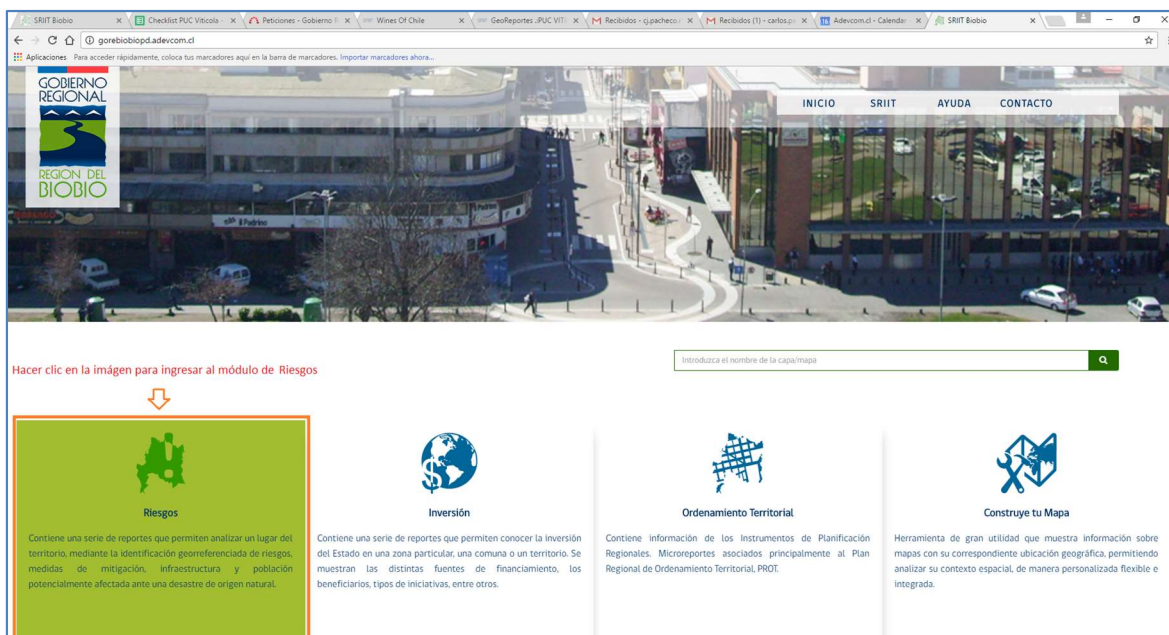 SRIIT Biobio
Checklist PUC Viticola -
Peticiones - Gobierno R
Wines Of Chile
GeoReportes .:PUC VITI
Recibidos - cj.pacheco.r
Recibidos (1) - carlos.p
Adevcom.cl - Calendar
SRIIT Biobio
gorebiobiopd.adevcom.cl
Aplicaciones Para acceder rápidamente, coloca tus marcadores aquí en la barra de marcadores. Importar marcadores ahora...
GOBIERNO
REGIONAL
REGION DEL
BIOBIO
INICIO SRIIT AYUDA CONTACTO
il Padrino
Introduzca el nombre de la capa/mapa
Hacer clic en la imágen para ingresar al módulo de Riesgos
Riesgos
Contiene una serie de reportes que permiten analizar un lugar del
territorio, mediante la identificación georreferenciada de riesgos,
medidas de mitigación, infraestructura y población
potencialmente afectada ante una desastre de origen natural.
Inversión
Contiene una serie de reportes que permiten conocer la inversión
del Estado en una zona particular, una comuna o un territorio. Se
muestran las distintas fuentes de financiamiento, los
beneficiarios, tipos de iniciativas, entre otros.
Ordenamiento Territorial
Contiene información de los Instrumentos de Planificación
Regionales. Microreportes asociados principalmente al Plan
Regional de Ordenamiento Territorial, PROT.
Construye tu Mapa
Herramienta de gran utilidad que muestra información sobre
mapas con su correspondiente ubicación geográfica, permitiendo
analizar su contexto espacial, de manera personalizada flexible e
integrada.